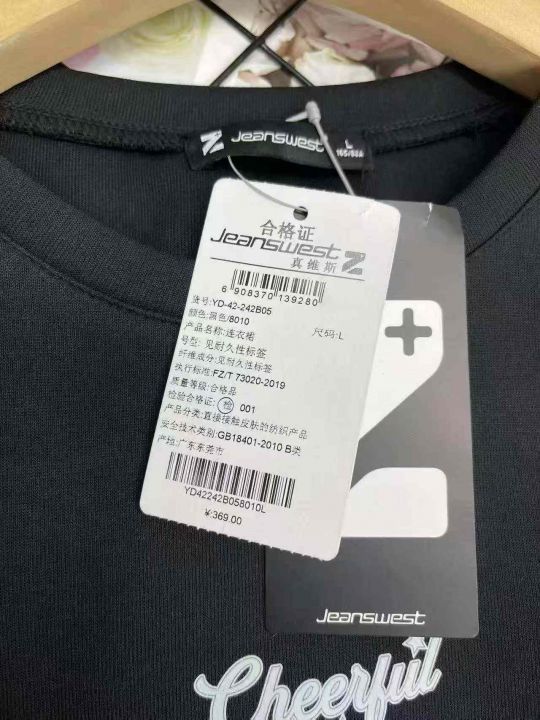 Jeanswest
L
165/88A
合格证
Jeanswest
真维斯
6 908370 139280
货号:YD-42-242B05
颜色:黑色/8010
尺码:L
产品名称:连衣裙
号型: 见耐久性标签
纤维成分:见耐久性标签
执行标准:FZ/T 73020-2019
质量等级:合格品
检验合格证: 检 001
产品分类:直接接触皮肤的纺织产品
安全技术类别:GB18401-2010 B类
产地:广东东莞市
YD42242B058010L
¥:369.00
Jeanswest
Cheerful